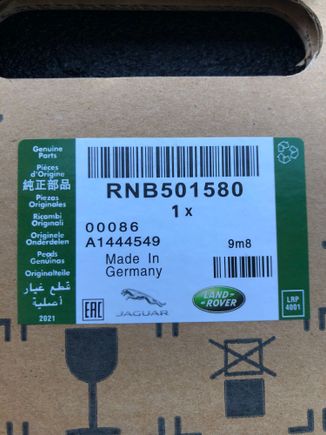 Genuine
Parts
Pièces
d'Origine
純正部品
Piezas
Originales
Ricambi
Originali
Originele
Onderdelen
Peças
Genuínas
Originalteile
قطع غيار
أصلية
2021
RNB501580
1 x
00086
A1444549
9m8
Made In
Germany
EAC
JAGUAR
LAND-
ROVER
LRP
4001